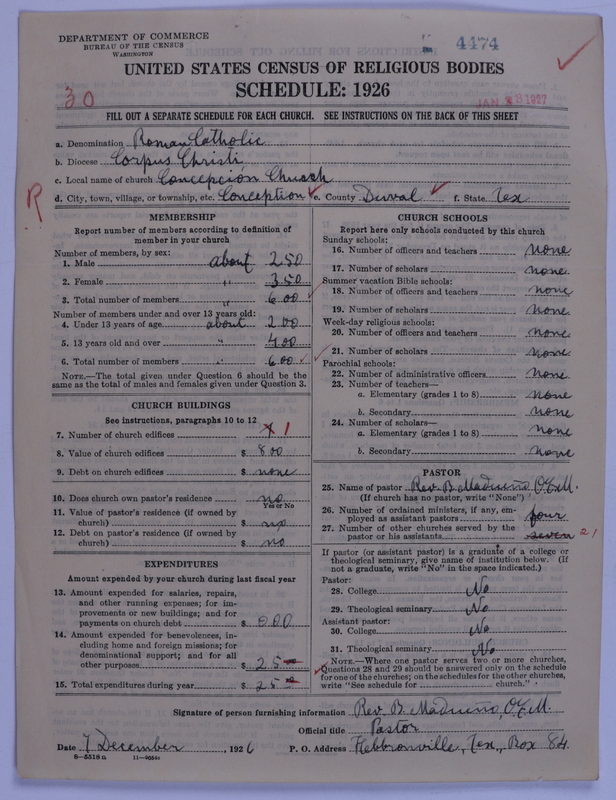 DEPARTMENT OF COMMERCE
BUREAU OF THE CENSUS
WASHINGTON
4474
UNITED STATES CENSUS OF RELIGIOUS BODIES
SCHEDULE: 1926
30
JAN 1927
FILL OUT A SEPARATE SCHEDULE FOR EACH CHURCH. SEE INSTRUCTIONS ON THE BACK OF THIS SHEET
a. Denomination Roman Catholic
b. Diocese Corpus Christi
c. Local name of church Concepcion Church
R
d. City, town, village, or township, etc. Conception e. County Duval f. State Tex
MEMBERSHIP
Report number of members according to definition of
member in your church
Number of members, by sex:
1. Male about 250
2. Female " 350
3. Total number of members " 600
Number of members under and over 13 years old:
4. Under 13 years of age about 200
5. 13 years old and over " 400
6. Total number of members " 600
NOTE.—The total given under Question 6 should be the
same as the total of males and females given under Question 3.
CHURCH BUILDINGS
See instructions, paragraphs 10 to 12
7. Number of church edifices 1
8. Value of church edifices $ 800
9. Debt on church edifices $ none
10. Does church own pastor's residence no
Yes or No
11. Value of pastor's residence (if owned by
church) $ no
12. Debt on pastor's residence (if owned by
church) $ no
EXPENDITURES
Amount expended by your church during last fiscal year
13. Amount expended for salaries, repairs,
and other running expenses; for im-
provements or new buildings; and for
payments on church debt $ 000
14. Amount expended for benevolences, in-
cluding home and foreign missions; for
denominational support; and for all
other purposes $ 25
15. Total expenditures during year $ 25
CHURCH SCHOOLS
Report here only schools conducted by this church
Sunday schools:
16. Number of officers and teachers none
17. Number of scholars none
Summer vacation Bible schools:
18. Number of officers and teachers none
19. Number of scholars none
Week-day religious schools:
20. Number of officers and teachers none
21. Number of scholars none
Parochial schools:
22. Number of administrative officers none
23. Number of teachers—
a. Elementary (grades 1 to 8) none
b. Secondary none
24. Number of scholars—
a. Elementary (grades 1 to 8) none
b. Secondary none
PASTOR
25. Name of pastor Rev. B. Madueno O.F.M.
(If church has no pastor, write "None")
26. Number of ordained ministers, if any, em-
ployed as assistant pastors four
27. Number of other churches served by the
pastor or his assistants seven 21
If pastor (or assistant pastor) is a graduate of a college or
theological seminary, give name of institution below. (If
not a graduate, write "No" in the space indicated.)
Pastor:
28. College No
29. Theological seminary No
Assistant pastor:
30. College No
31. Theological seminary No
NOTE.—Where one pastor serves two or more churches,
Questions 28 and 29 should be answered only on the schedule
for one of the churches; on the schedules for the other churches,
write "See schedule for church."
Signature of person furnishing information Rev. B. Madueno, O.F.M.
Official title Pastor
Date 7 December, 1926 P. O. Address Hebbronville, Tex., Box 84.
8-5518a 11-9654c